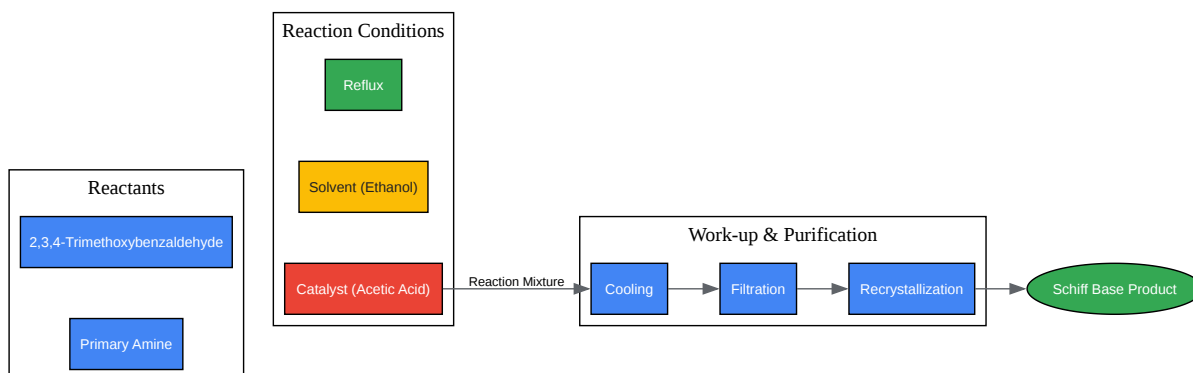 Reactants
2,3,4-Trimethoxybenzaldehyde
Primary Amine
Reaction Conditions
Reflux
Solvent (Ethanol)
Catalyst (Acetic Acid)
Reaction Mixture
Work-up & Purification
Cooling
Filtration
Recrystallization
Schiff Base Product